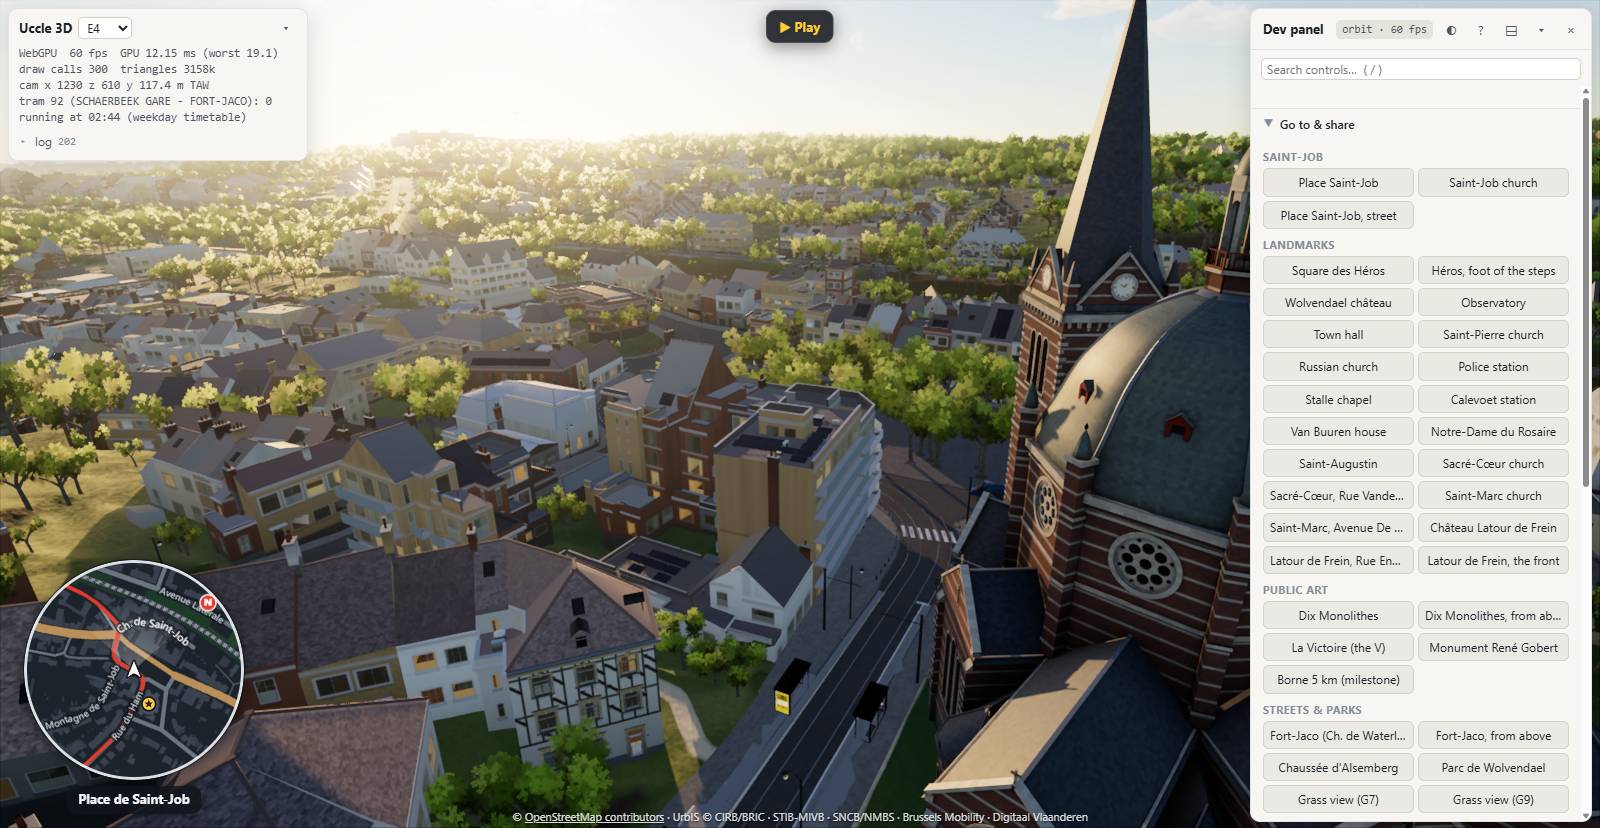 Uccle 3D E4
WebGPU 60 fps GPU 12.15 ms (worst 19.1)
draw calls 300 triangles 3158k
cam x 1230 z 610 y 117.4 m TAW
tram 92 (SCHAERBEEK GARE - FORT-JACO): 0
running at 02:44 (weekday timetable)
log 202
Play
Dev panel orbit · 60 fps ?
Search controls... (/)
Go to & share
SAINT-JOB
Place Saint-Job Saint-Job church
Place Saint-Job, street
LANDMARKS
Square des Héros Héros, foot of the steps
Wolvendael château Observatory
Town hall Saint-Pierre church
Russian church Police station
Stalle chapel Calevoet station
Van Buuren house Notre-Dame du Rosaire
Saint-Augustin Sacré-Cœur church
Sacré-Cœur, Rue Vande... Saint-Marc church
Saint-Marc, Avenue De ... Château Latour de Frein
Latour de Frein, Rue En... Latour de Frein, the front
PUBLIC ART
Dix Monolithes Dix Monolithes, from ab...
La Victoire (the V) Monument René Gobert
Borne 5 km (milestone)
STREETS & PARKS
Fort-Jaco (Ch. de Waterl... Fort-Jaco, from above
Chaussée d'Alsemberg Parc de Wolvendael
Grass view (G7) Grass view (G9)
Avenue Latérale
N
Ch. de Saint-Job
Montagne de Saint-Job
Rue du Ham
Place de Saint-Job
© OpenStreetMap contributors · UrbIS © CIRB/BRIC · STIB-MIVB · SNCB/NMBS · Brussels Mobility · Digitaal Vlaanderen